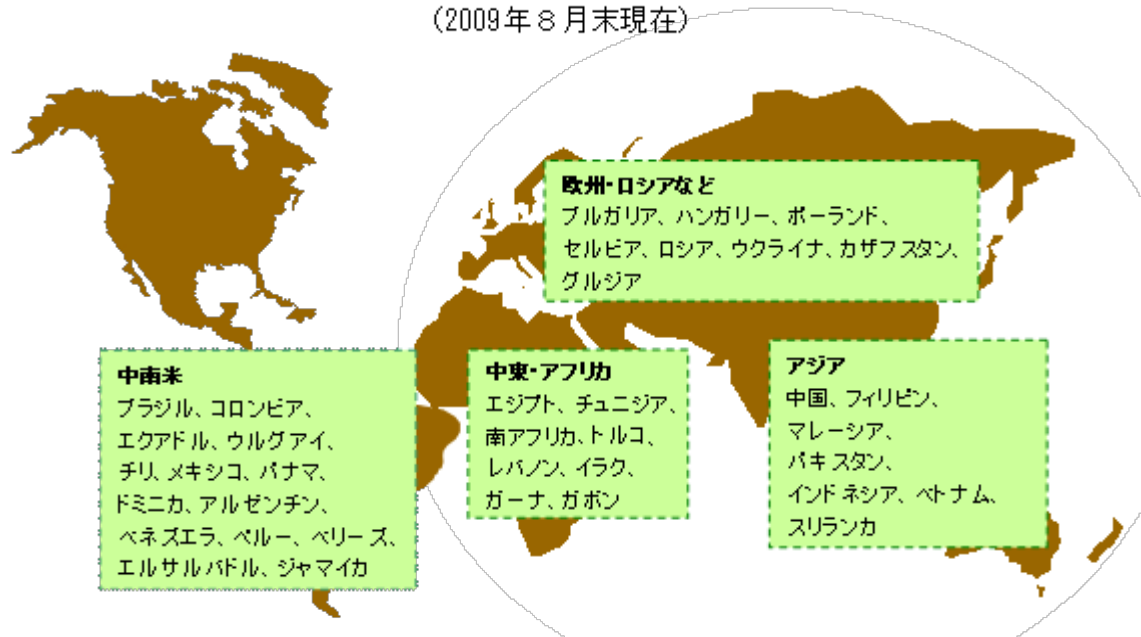 (2009年８月末現在)
欧州・ロシアなど
ブルガリア、ハンガリー、ポーランド、
セルビア、ロシア、ウクライナ、カザフスタン、
グルジア
中南米
ブラジル、コロンビア、
エクアドル、ウルグアイ、
チリ、メキシコ、パナマ、
ドミニカ、アルゼンチン、
ベネズエラ、ペルー、ベリーズ、
エルサルバドル、ジャマイカ
中東・アフリカ
エジプト、チュニジア、
南アフリカ、トルコ、
レバノン、イラク、
ガーナ、ガボン
アジア
中国、フィリピン、
マレーシア、
パキスタン、
インドネシア、ベトナム、
スリランカ